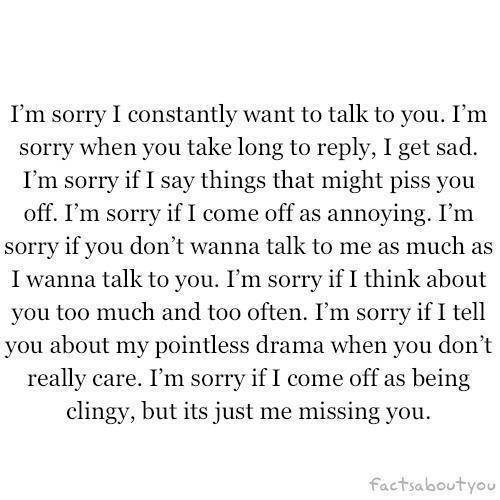 I’m sorry I constantly want to talk to you. I’m
sorry when you take long to reply, I get sad.
I’m sorry if I say things that might piss you
off. I’m sorry if I come off as annoying. I’m
sorry if you don’t wanna talk to me as much as
I wanna talk to you. I’m sorry if I think about
you too much and too often. I’m sorry if I tell
you about my pointless drama when you don’t
really care. I’m sorry if I come off as being
clingy, but its just me missing you.
factsaboutyou